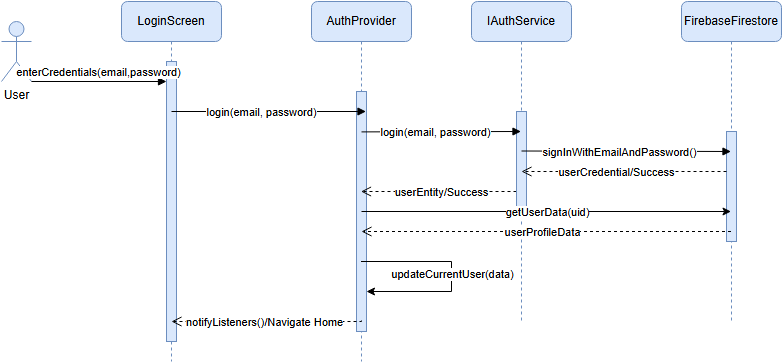 LoginScreen
AuthProvider
IAuthService
FirebaseFirestore
enterCredentials(email,password)
User
login(email, password)
login(email, password)
signInWithEmailAndPassword()
userCredential/Success
userEntity/Success
getUserData(uid)
userProfileData
updateCurrentUser(data)
notifyListeners()/Navigate Home